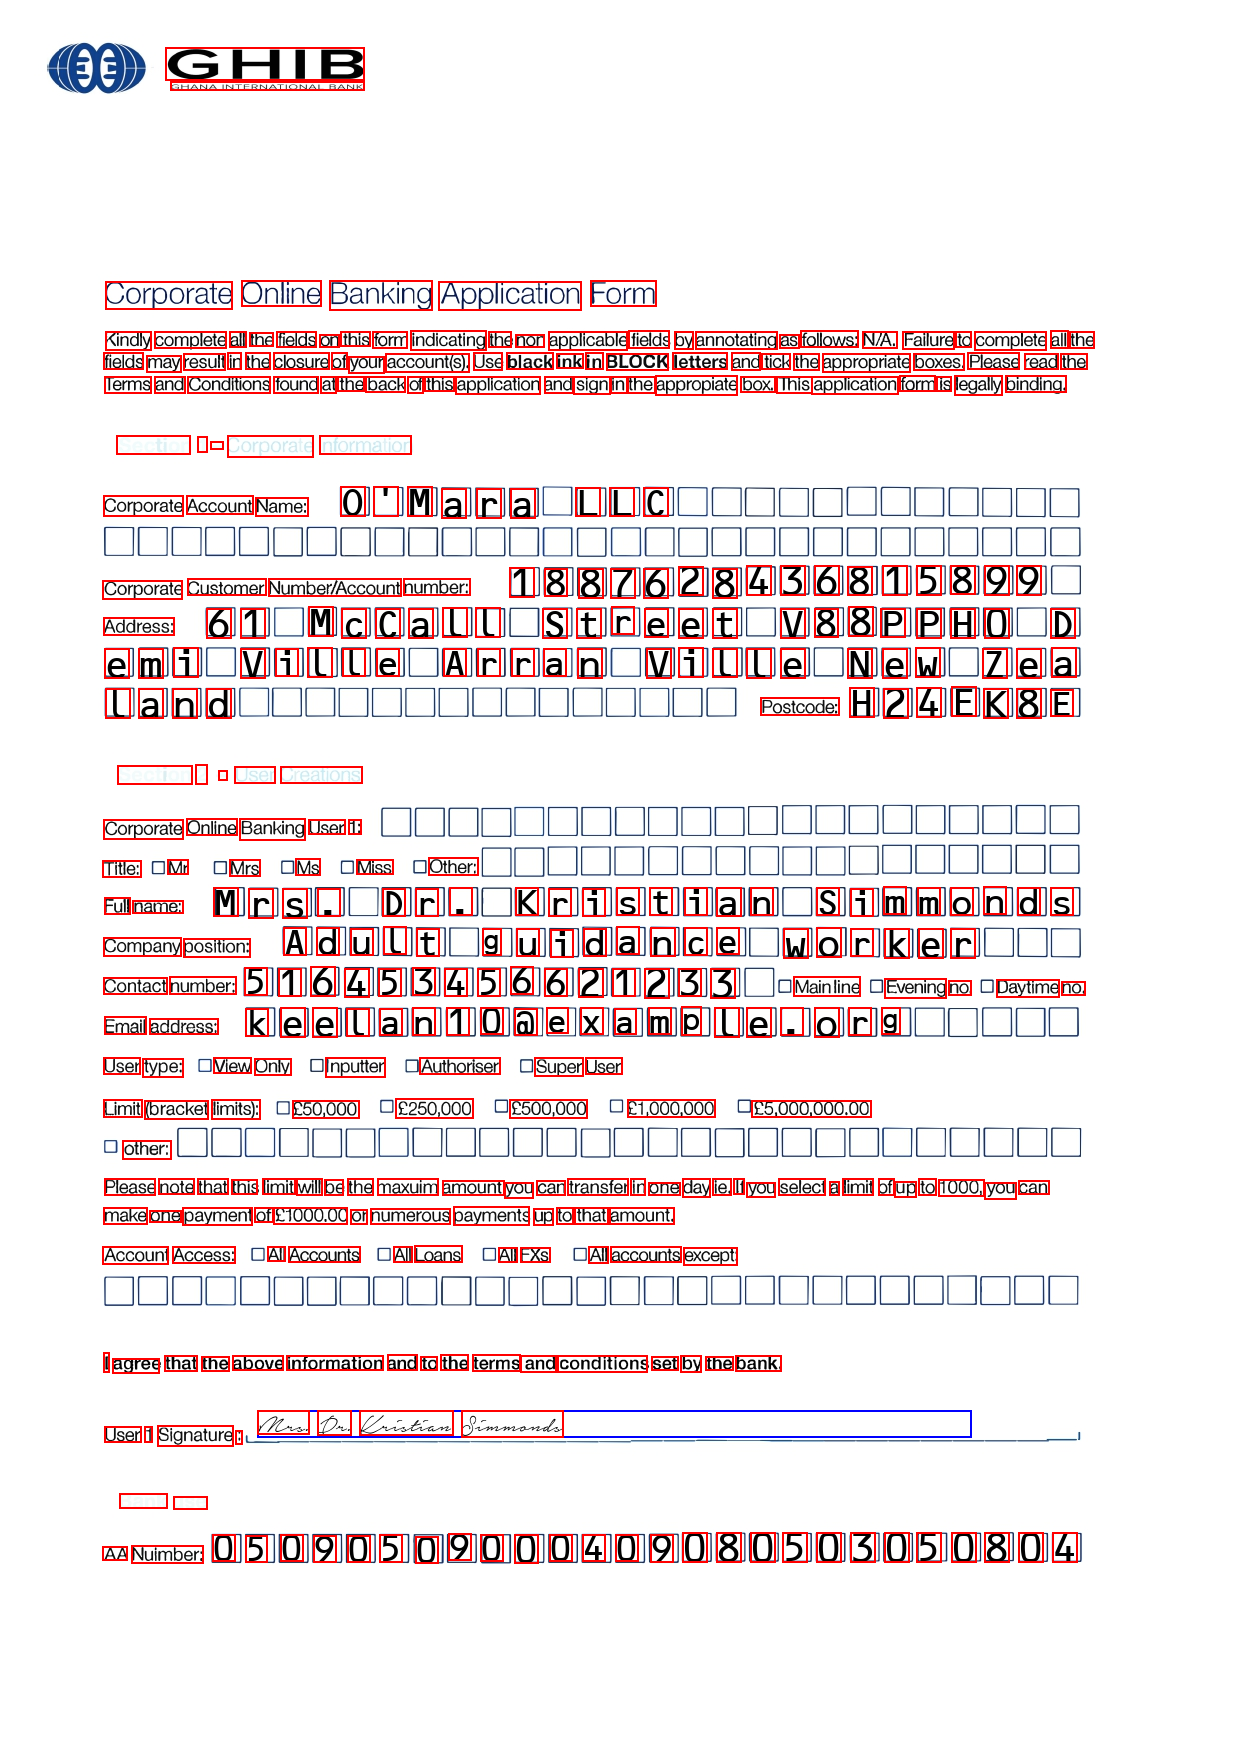 GHIB
GHANA INTERNATIONAL BANK
Corporate Online Banking Application Form
Kindly complete all the fields on this form indicating the non applicable fields by annotating as follows: N/A. Failure to complete all the
fields may result in the closure of your account(s). Use black ink in BLOCK letters and tick the appropriate boxes. Please read the
Terms and Conditions found at the back of this application and sign in the appropiate box. This application form is legally binding.
Section - Corporate Information
Corporate Account Name: O'Mara LLC
Corporate Customer Number/Account number: 1887628436815899
Address: 61 McCall Street V88PPHO D
emi Ville Arran Ville New Zea
land Postcode: H24EK8E
Section - User Creations
Corporate Online Banking User 1:
Title: Mr Mrs Ms Miss Other:
Full name: Mrs. Dr. Kristian Simmonds
Company position: Adult guidance worker
Contact number: 516453456621233 Main line Evening no Daytime no.
Email address: keelan10@example.org
User type: View Only Inputter Authoriser Super User
Limit (bracket limits): £50,000 £250,000 £500,000 £1,000,000 £5,000,000.00
other:
Please note that this limit will be the maxuim amount you can transfer in one day ie. If you select a limit of up to 1000, you can
make one payment of £1000.00 or numerous payments up to that amount.
Account Access: All Accounts All Loans All FXs All accounts except
I agree that the above information and to the terms and conditions set by the bank.
User 1 Signature: Mrs. Dr. Kristian Simmonds
AA Nuimber: 05090509000409080503050804